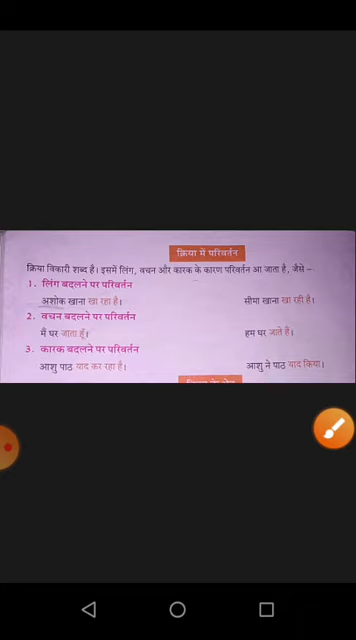 क्रिया में परिवर्तन
क्रिया विकारी शब्द है। इसमें लिंग, वचन और कारक के कारण परिवर्तन आ जाता है, जैसे –
1. लिंग बदलने पर परिवर्तन
अशोक खाना खा रहा है। सीमा खाना खा रही है।
2. वचन बदलने पर परिवर्तन
मैं घर जाता हूँ। हम घर जाते हैं।
3. कारक बदलने पर परिवर्तन
आशु पाठ याद कर रहा है। आशु ने पाठ याद किया।